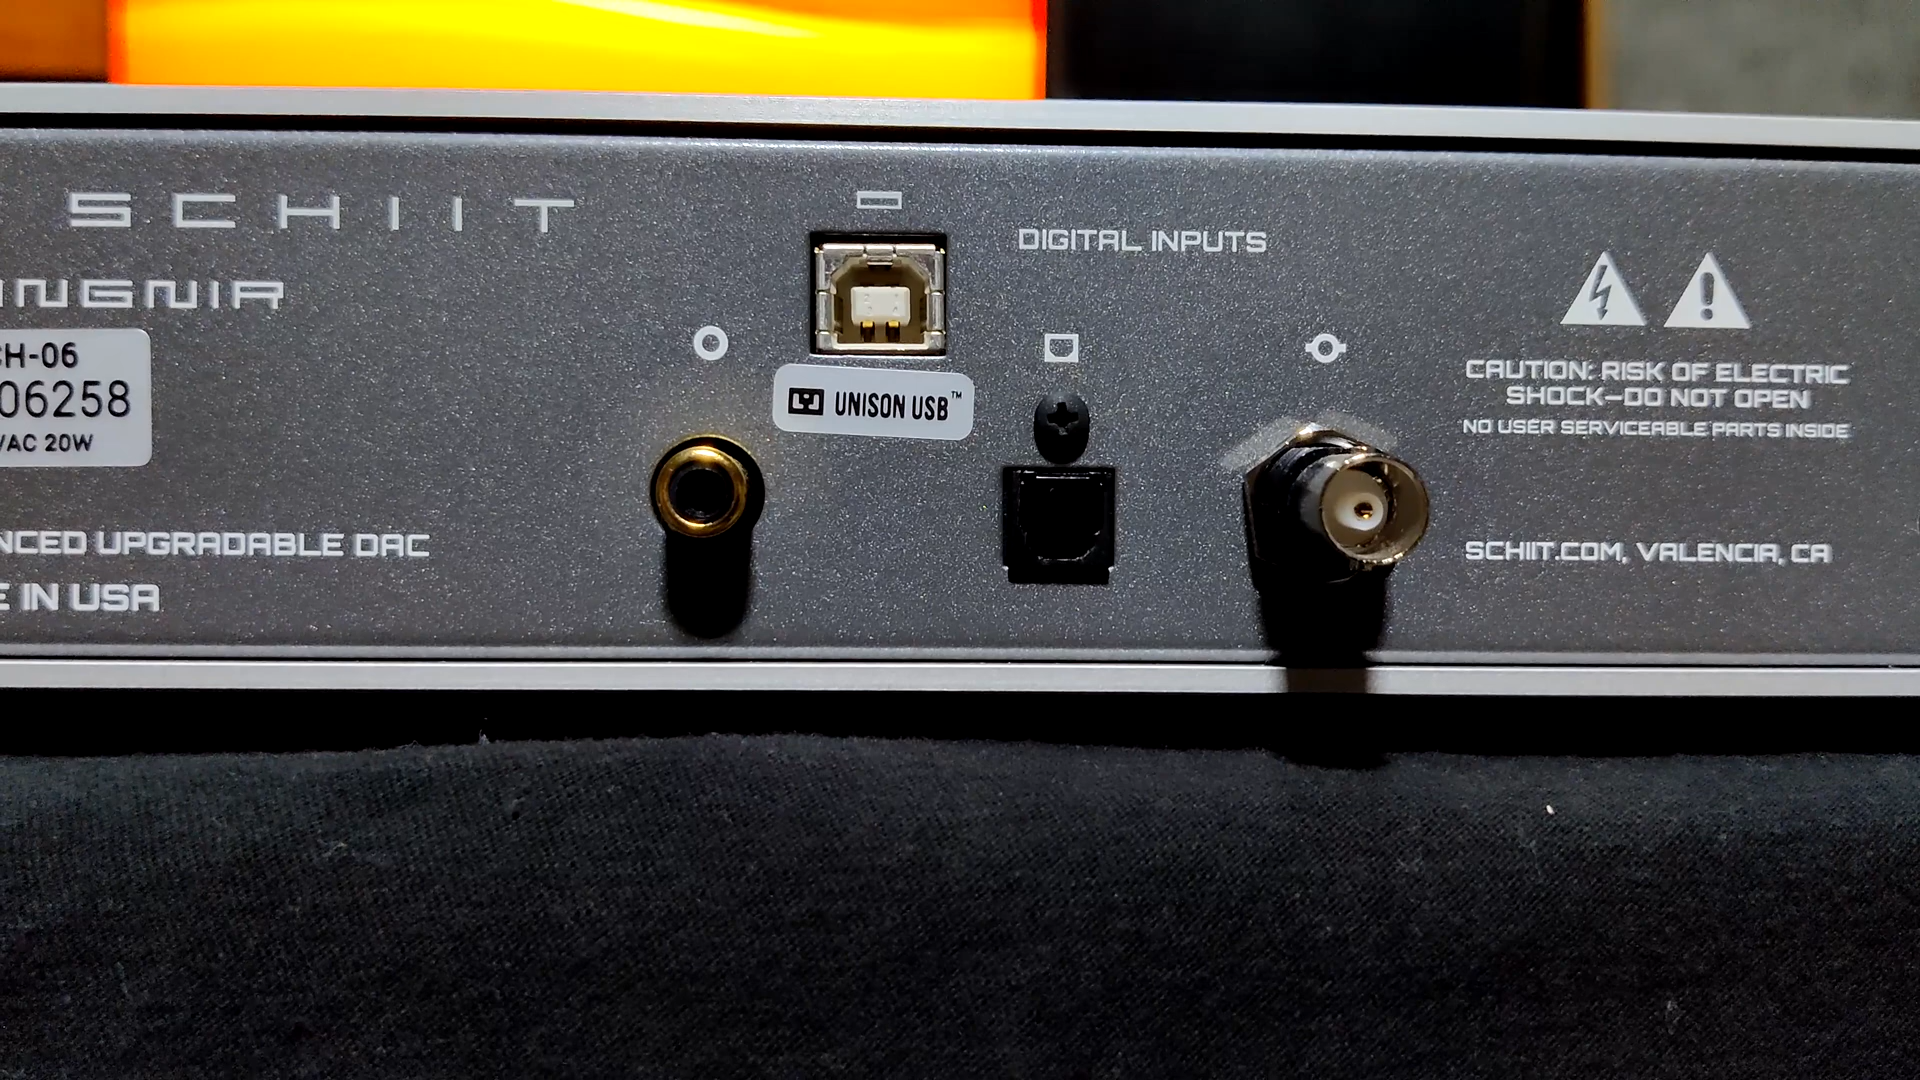 SCHIIT
INGNIR
CH-06
06258
VAC 20W
NCED UPGRADABLE DAC
E IN USA
UNISON USB™
DIGITAL INPUTS
CAUTION: RISK OF ELECTRIC
SHOCK—DO NOT OPEN
NO USER SERVICEABLE PARTS INSIDE
SCHIIT.COM, VALENCIA, CA